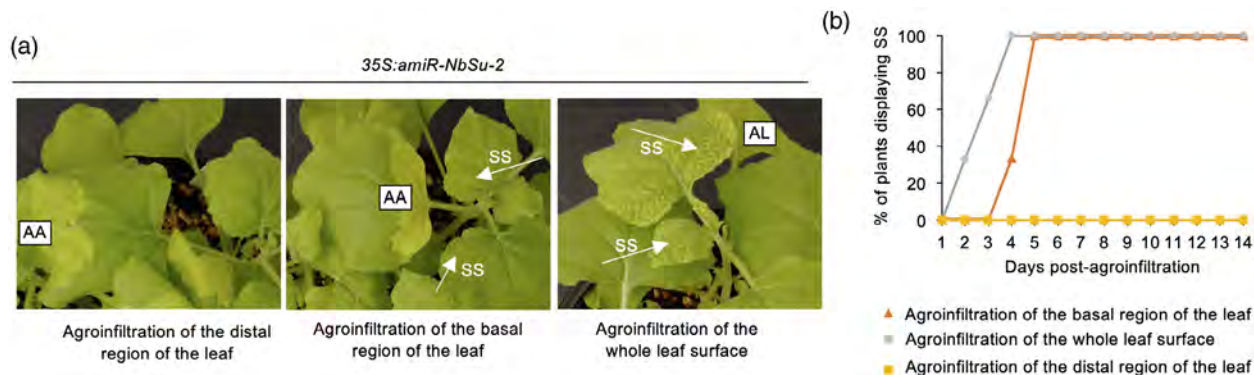 (a)
35S:amiR-NbSu-2
AA
AA
SS
SS
SS
AL
SS
Agroinfiltration of the distal
region of the leaf
Agroinfiltration of the basal
region of the leaf
Agroinfiltration of the
whole leaf surface
(b)
% of plants displaying SS
100
80
60
40
20
0
1 2 3 4 5 6 7 8 9 10 11 12 13 14
Days post-agroinfiltration
Agroinfiltration of the basal region of the leaf
Agroinfiltration of the whole leaf surface
Agroinfiltration of the distal region of the leaf